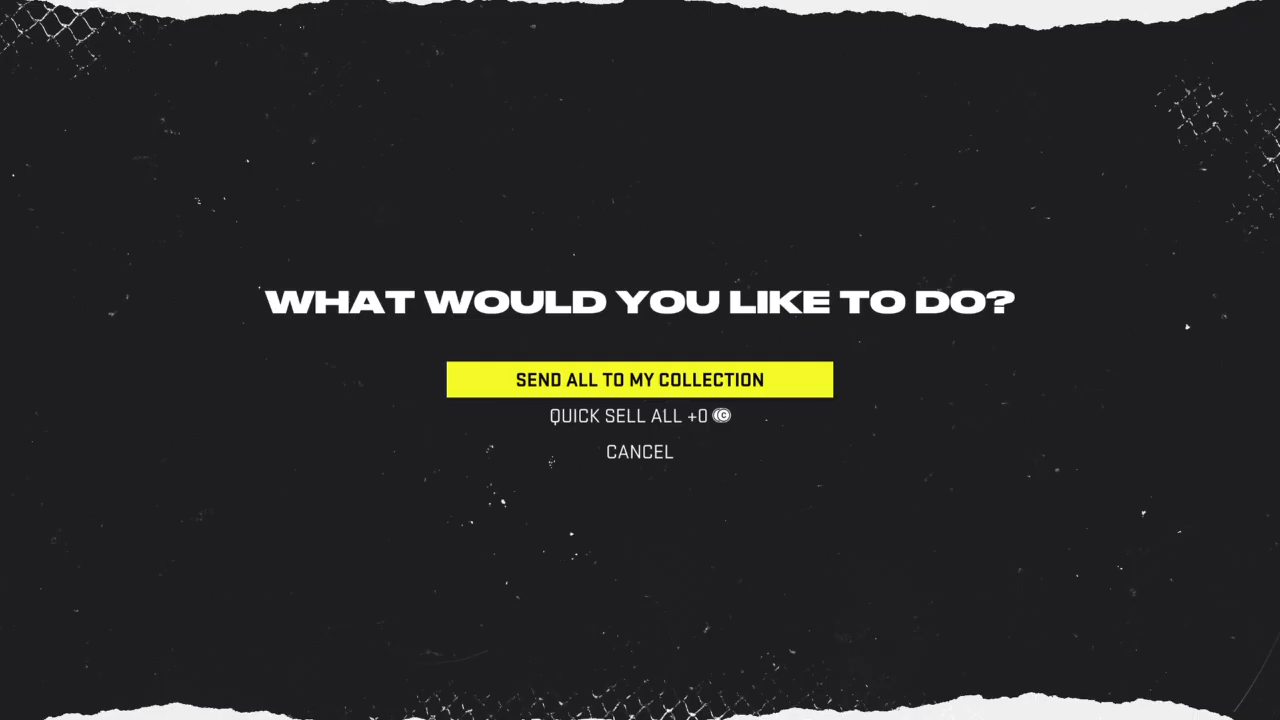 WHAT WOULD YOU LIKE TO DO?
SEND ALL TO MY COLLECTION
QUICK SELL ALL +0 C
CANCEL